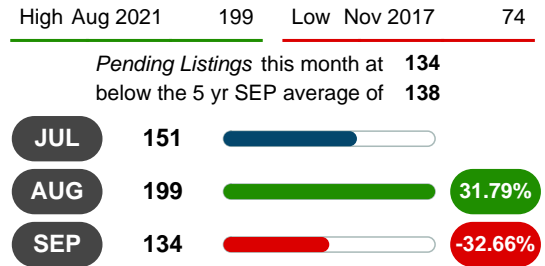 High Aug 2021 199 Low Nov 2017 74
Pending Listings this month at 134
below the 5 yr SEP average of 138
JUL 151
AUG 199 31.79%
SEP 134 -32.66%